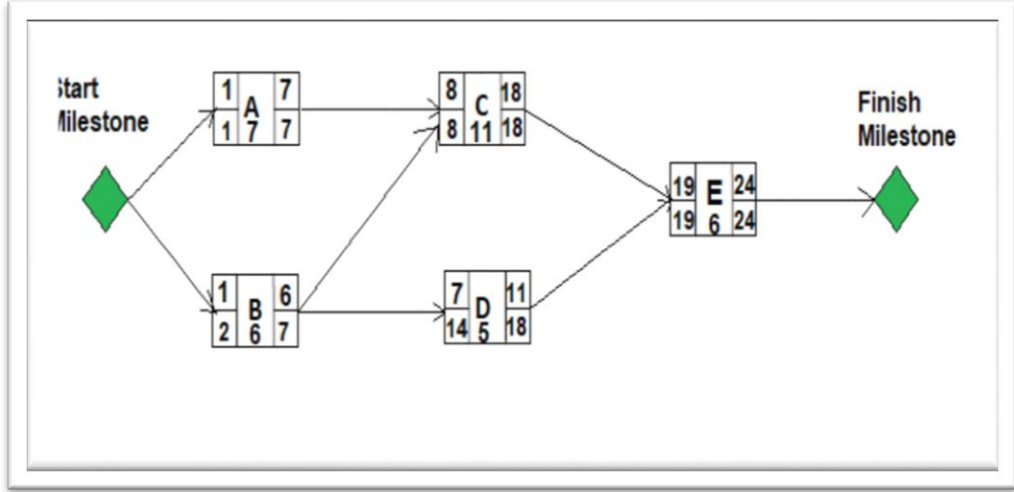 Start
Milestone
1 A 7
1 7 7
8 C 18
8 11 18
Finish
Milestone
19 E 24
19 6 24
1 B 6
2 6 7
7 D 11
14 5 18